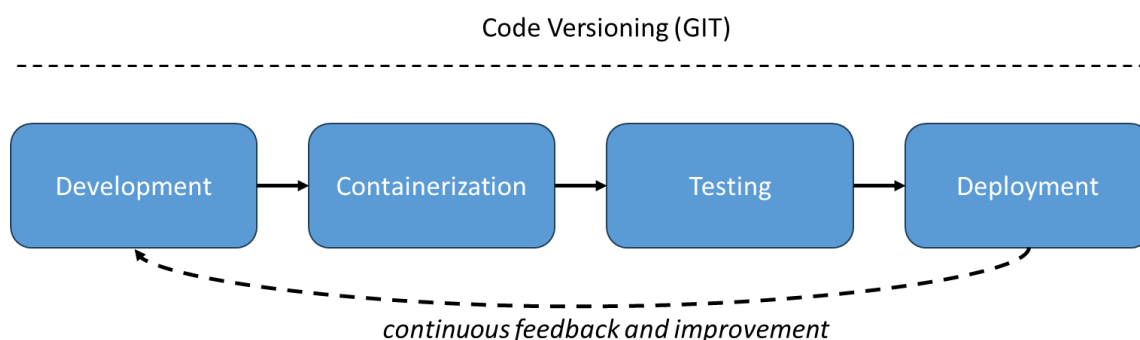 Code Versioning (GIT)
Development
Containerization
Testing
Deployment
continuous feedback and improvement